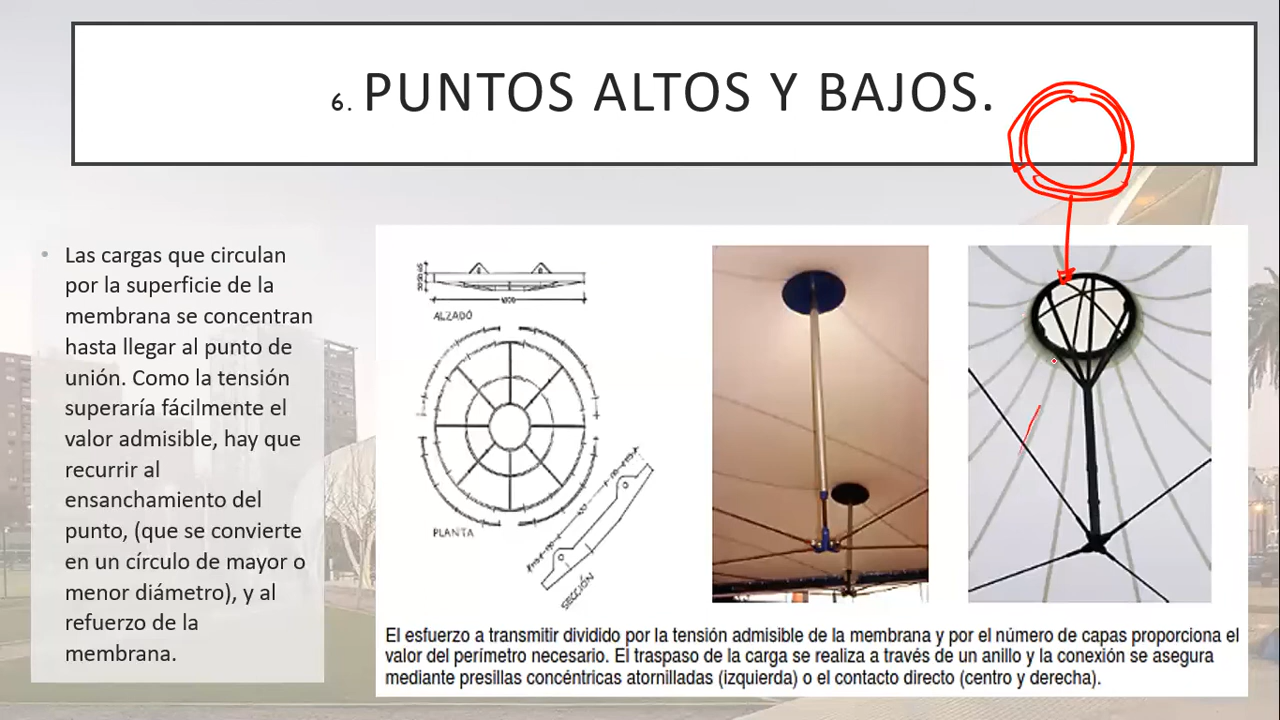 6. PUNTOS ALTOS Y BAJOS.
• Las cargas que circulan
por la superficie de la
membrana se concentran
hasta llegar al punto de
unión. Como la tensión
superaría fácilmente el
valor admisible, hay que
recurrir al
ensanchamiento del
punto, (que se convierte
en un círculo de mayor o
menor diámetro), y al
refuerzo de la
membrana.
ALZADO
PLANTA
SECCIÓN
El esfuerzo a transmitir dividido por la tensión admisible de la membrana y por el número de capas proporciona el
valor del perímetro necesario. El traspaso de la carga se realiza a través de un anillo y la conexión se asegura
mediante presillas concéntricas atornilladas (izquierda) o el contacto directo (centro y derecha).